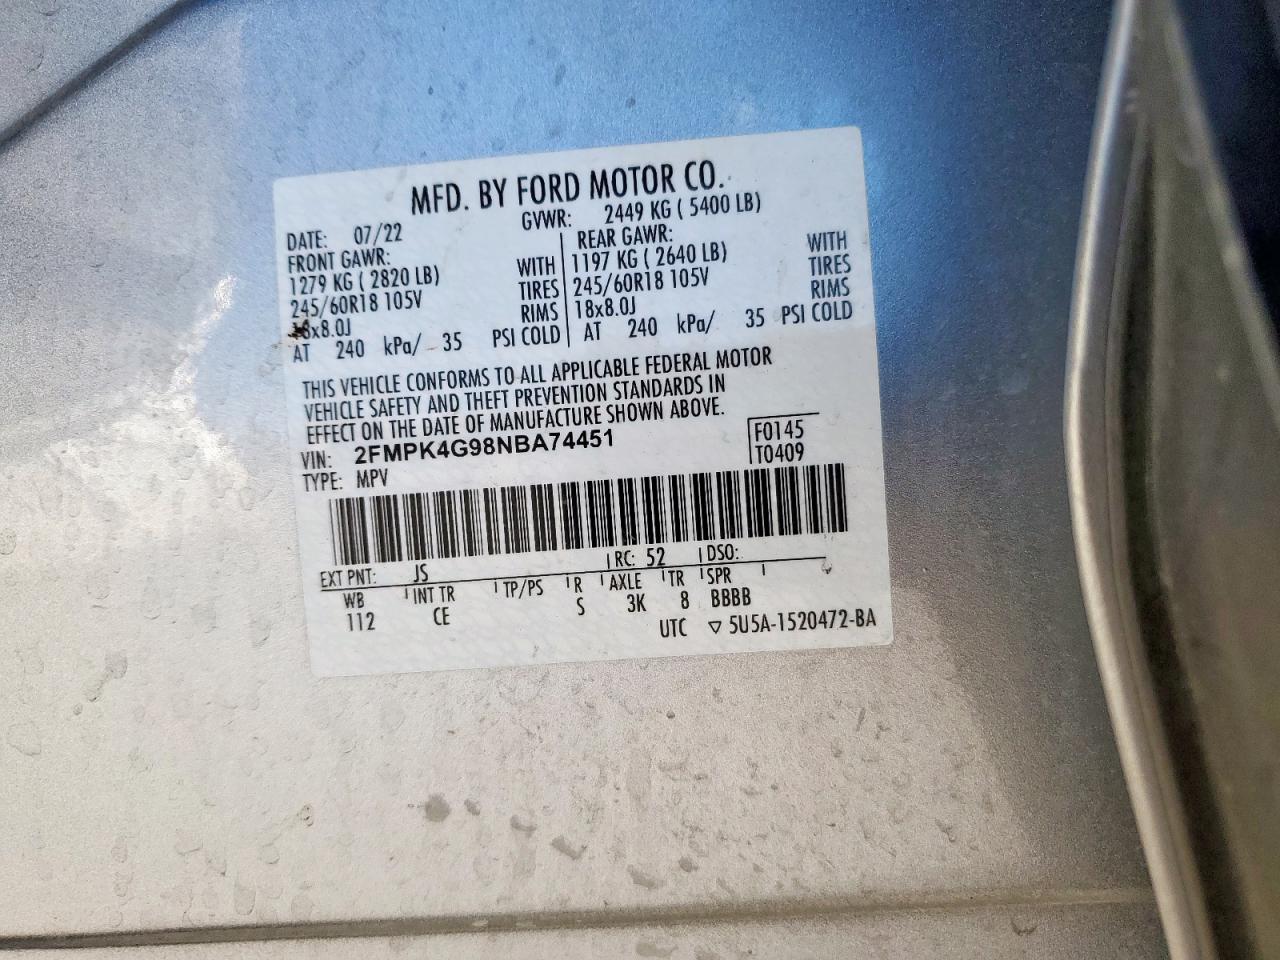 MFD. BY FORD MOTOR CO.
DATE: 07/22 GVWR: 2449 KG ( 5400 LB)
FRONT GAWR: REAR GAWR:
1279 KG ( 2820 LB) WITH 1197 KG ( 2640 LB) WITH
245/60R18 105V TIRES 245/60R18 105V TIRES
18x8.0J RIMS 18x8.0J RIMS
AT 240 kPa/ 35 PSI COLD AT 240 kPa/ 35 PSI COLD
THIS VEHICLE CONFORMS TO ALL APPLICABLE FEDERAL MOTOR
VEHICLE SAFETY AND THEFT PREVENTION STANDARDS IN
EFFECT ON THE DATE OF MANUFACTURE SHOWN ABOVE.
VIN: 2FMPK4G98NBA74451 F0145
TYPE: MPV T0409
EXT PNT: JS RC: 52 DSO:
WB INT TR TP/PS R AXLE TR SPR
112 CE S 3K 8 BBBB
UTC ▽ 5U5A-1520472-BA